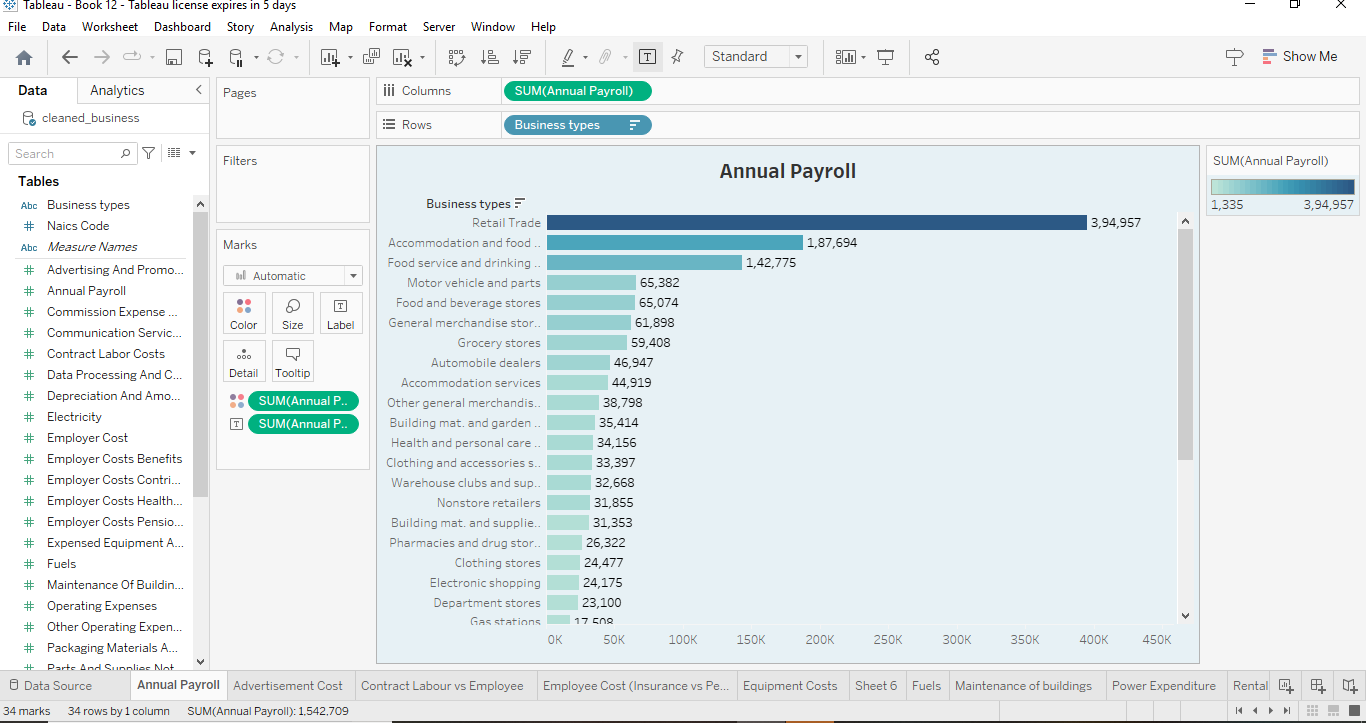 Tableau - Book 12 - Tableau license expires in 5 days
File Data Worksheet Dashboard Story Analysis Map Format Server Window Help
Standard
Show Me
Data Analytics
cleaned_business
Search
Tables
Abc Business types
# Naics Code
Abc Measure Names
# Advertising And Promo...
# Annual Payroll
# Commission Expense ...
# Communication Servic...
# Contract Labor Costs
# Data Processing And C...
# Depreciation And Amo...
# Electricity
# Employer Cost
# Employer Costs Benefits
# Employer Costs Contri...
# Employer Costs Health...
# Employer Costs Pensio...
# Expensed Equipment A...
# Fuels
# Maintenance Of Buildin...
# Operating Expenses
# Other Operating Expen...
# Packaging Materials A...
# Parts And Supplies Not
Pages
Filters
Marks
Automatic
Color Size Label
Detail Tooltip
SUM(Annual P..
SUM(Annual P..
Columns SUM(Annual Payroll)
Rows Business types
Annual Payroll
Business types
Retail Trade 3,94,957
Accommodation and food .. 1,87,694
Food service and drinking .. 1,42,775
Motor vehicle and parts 65,382
Food and beverage stores 65,074
General merchandise stor.. 61,898
Grocery stores 59,408
Automobile dealers 46,947
Accommodation services 44,919
Other general merchandis.. 38,798
Building mat. and garden .. 35,414
Health and personal care .. 34,156
Clothing and accessories s.. 33,397
Warehouse clubs and sup.. 32,668
Nonstore retailers 31,855
Building mat. and supplie.. 31,353
Pharmacies and drug stor.. 26,322
Clothing stores 24,477
Electronic shopping 24,175
Department stores 23,100
Gas stations 17,508
0K 50K 100K 150K 200K 250K 300K 350K 400K 450K
SUM(Annual Payroll)
1,335 3,94,957
Data Source Annual Payroll Advertisement Cost Contract Labour vs Employee Employee Cost (Insurance vs Pe... Equipment Costs Sheet 6 Fuels Maintenance of buildings Power Expenditure Rental
34 marks 34 rows by 1 column SUM(Annual Payroll): 1,542,709